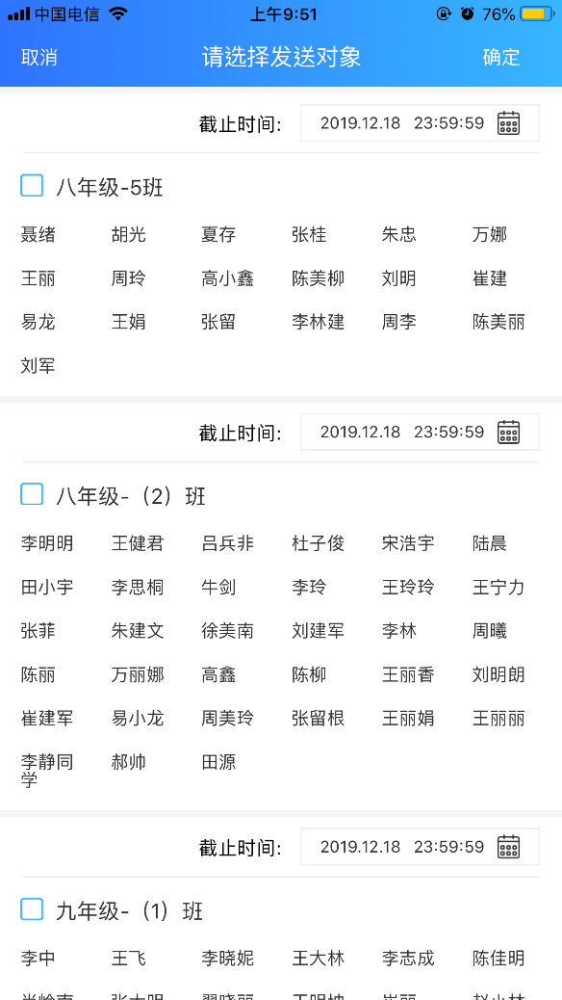 中国电信 上午9:51 76%
取消 请选择发送对象 确定
截止时间: 2019.12.18 23:59:59
八年级-5班
聂绪 胡光 夏存 张桂 朱忠 万娜
王丽 周玲 高小鑫 陈美柳 刘明 崔建
易龙 王娟 张留 李林建 周李 陈美丽
刘军
截止时间: 2019.12.18 23:59:59
八年级-（2）班
李明明 王健君 吕兵非 杜子俊 宋浩宇 陆晨
田小宇 李思桐 牛剑 李玲 王玲玲 王宁力
张菲 朱建文 徐美南 刘建军 李林 周曦
陈丽 万丽娜 高鑫 陈柳 王丽香 刘明朗
崔建军 易小龙 周美玲 张留根 王丽娟 王丽丽
李静同 郝帅 田源
学
截止时间: 2019.12.18 23:59:59
九年级-（1）班
李中 王飞 李晓妮 王大林 李志成 陈佳明